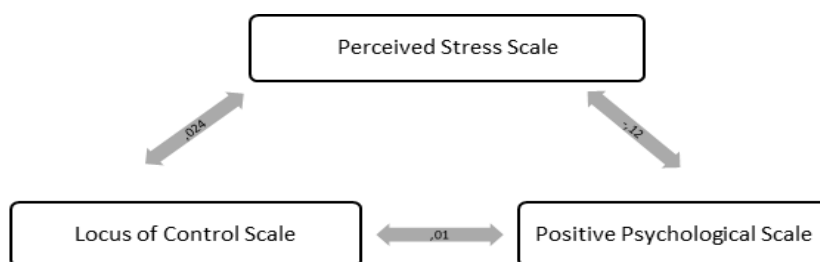 Perceived Stress Scale
,024
-,12
Locus of Control Scale
,01
Positive Psychological Scale